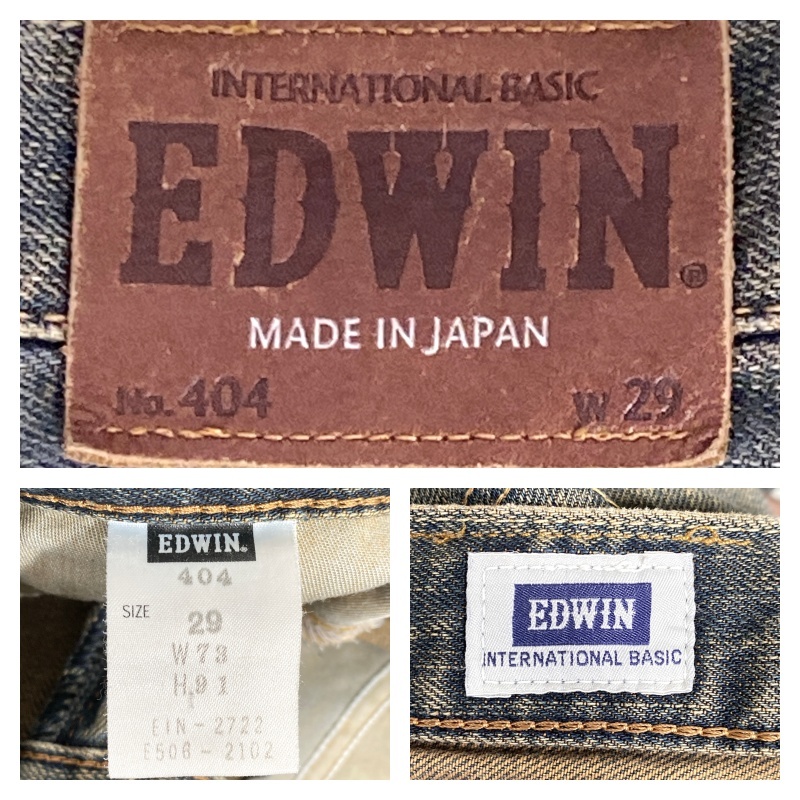 INTERNATIONAL BASIC
EDWIN®
MADE IN JAPAN
No. 404 W 29
EDWIN.
404
SIZE
29
W73
H91
EIN-2722
E506-2102
EDWIN
INTERNATIONAL BASIC